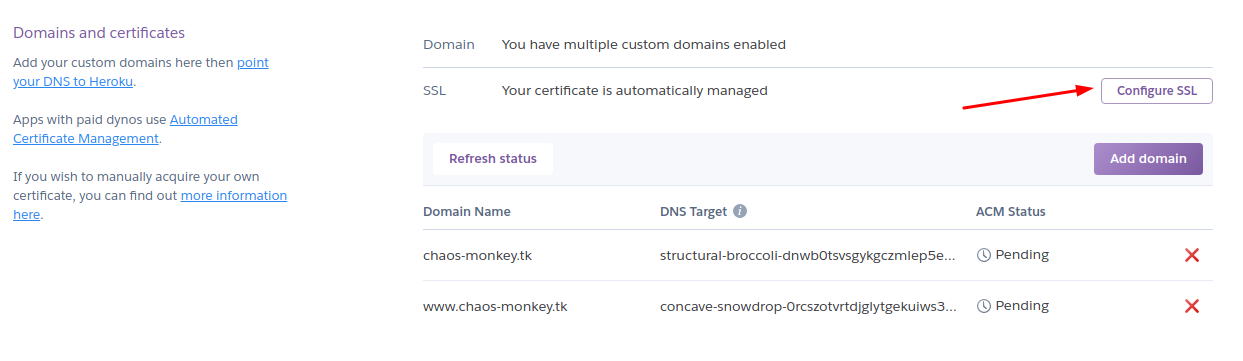 Domains and certificates
Add your custom domains here then point
your DNS to Heroku.
Apps with paid dynos use Automated
Certificate Management.
If you wish to manually acquire your own
certificate, you can find out more information
here.
Domain You have multiple custom domains enabled
SSL Your certificate is automatically managed Configure SSL
Refresh status Add domain
Domain Name DNS Target ACM Status
chaos-monkey.tk structural-broccoli-dnwb0tsvsgykgczmlep5e... Pending
www.chaos-monkey.tk concave-snowdrop-0rcszotvrtdjglytgekuiws3... Pending